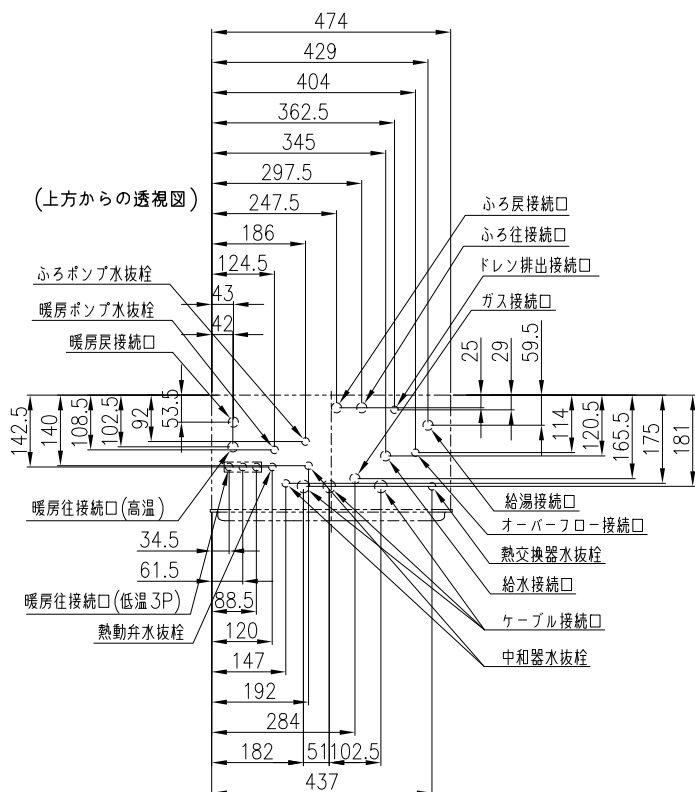 474
429
404
362.5
345
297.5
(上方からの透視図)
247.5
ふろ戻接続口
186
ふろ往接続口
124.5
ドレン排出接続口
ふろポンプ水抜栓
43
ガス接続口
暖房ポンプ水抜栓
42
暖房戻接続口
25
29
59.5
142.5
140
108.5
102.5
92
53.5
114
120.5
165.5
175
181
暖房往接続口(高温)
給湯接続口
オーバーフロー接続口
34.5
熱交換器水抜栓
61.5
給水接続口
暖房往接続口(低温3P)
88.5
ケーブル接続口
熱動弁水抜栓
120
中和器水抜栓
147
192
284
182
51
102.5
437